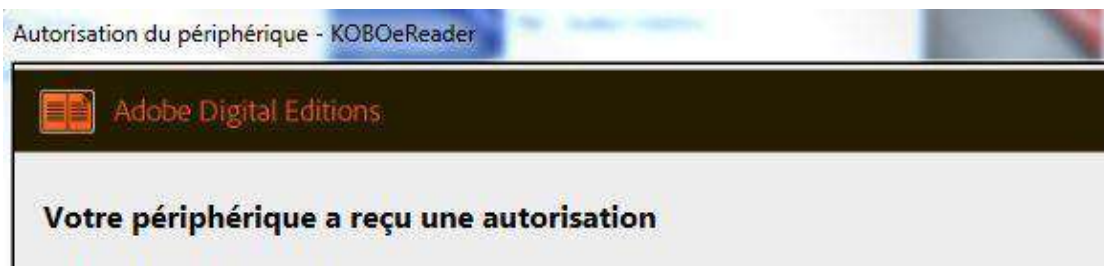 Autorisation du périphérique - KOBOeReader
Adobe Digital Editions
Votre périphérique a reçu une autorisation